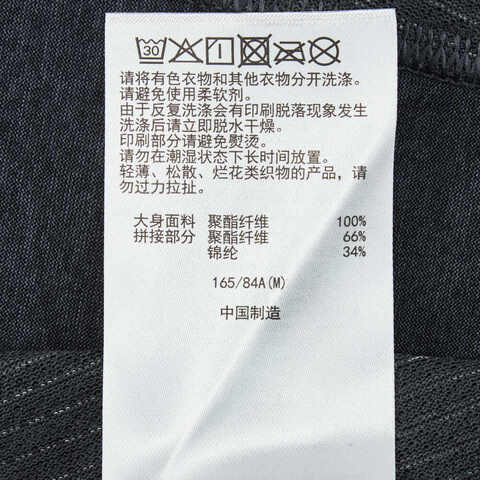 30
请将有色衣物和其他衣物分开洗涤。
请避免使用柔软剂。
由于反复洗涤会有印刷脱落现象发生
洗涤后请立即脱水干燥。
印刷部分请避免熨烫。
请勿在潮湿状态下长时间放置。
轻薄、松散、烂花类织物的产品，请
勿过力拉扯。
大身面料 聚酯纤维 100%
拼接部分 聚酯纤维 66%
锦纶 34%
165/84A(M)
中国制造